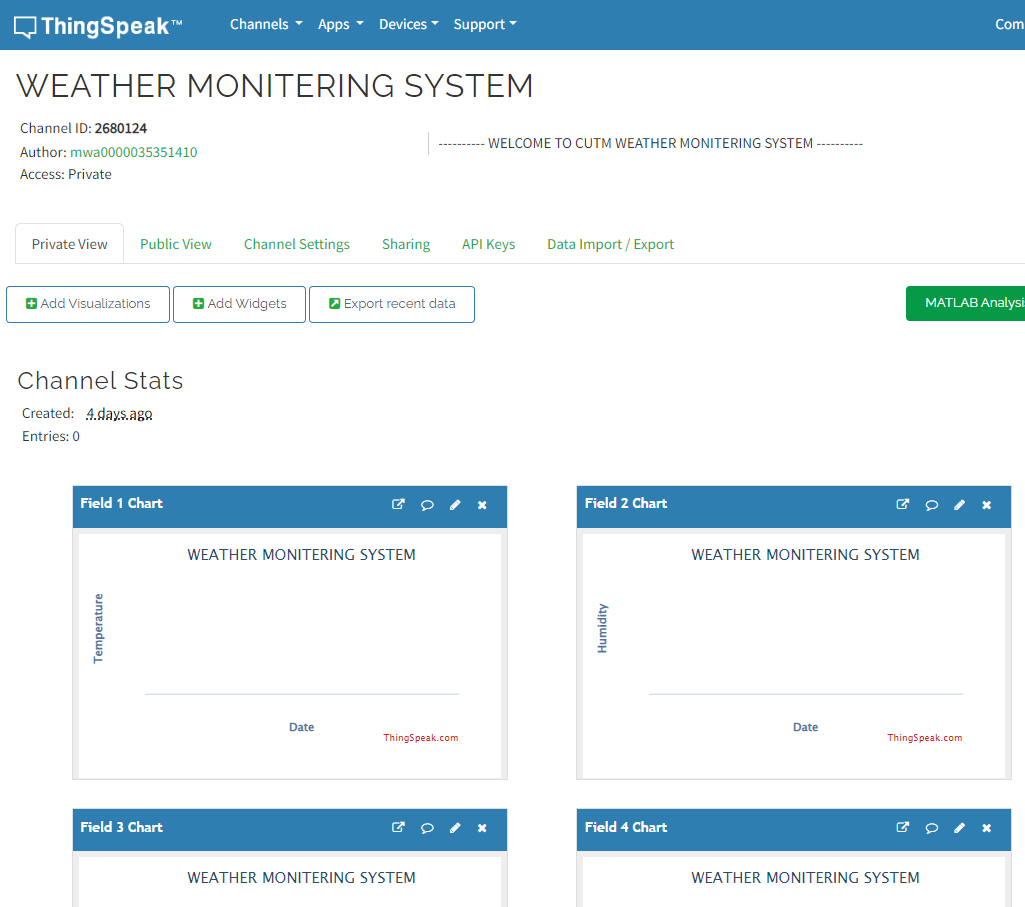 ThingSpeak™ Channels Apps Devices Support Com
WEATHER MONITERING SYSTEM
Channel ID: 2680124
Author: mwa0000035351410
Access: Private
---------- WELCOME TO CUTM WEATHER MONITERING SYSTEM ----------
Private View Public View Channel Settings Sharing API Keys Data Import / Export
Add Visualizations Add Widgets Export recent data MATLAB Analysi
Channel Stats
Created: 4 days ago
Entries: 0
Field 1 Chart
WEATHER MONITERING SYSTEM
Temperature
Date
ThingSpeak.com
Field 2 Chart
WEATHER MONITERING SYSTEM
Humidity
Date
ThingSpeak.com
Field 3 Chart
WEATHER MONITERING SYSTEM
Field 4 Chart
WEATHER MONITERING SYSTEM